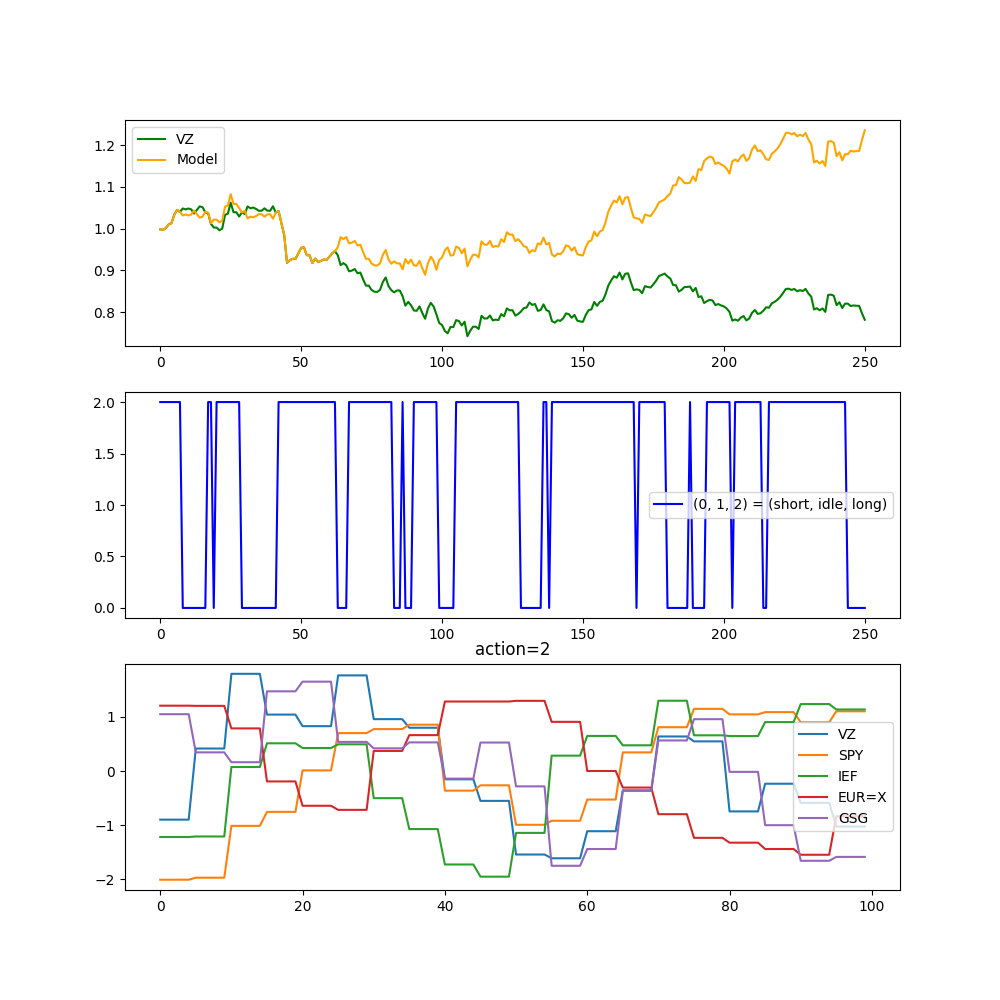 VZ
Model
1.2
1.1
1.0
0.9
0.8
0 50 100 150 200 250
2.0
1.5
1.0
0.5
0.0
(0, 1, 2) = (short, idle, long)
0 50 100 150 200 250
action=2
1
0
−1
−2
VZ
SPY
IEF
EUR=X
GSG
0 20 40 60 80 100